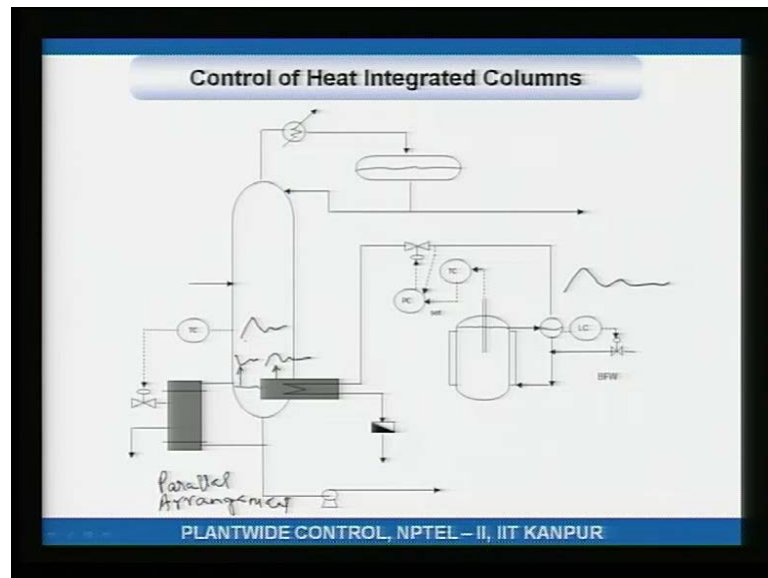 Control of Heat Integrated Columns
TC
PC
TC
LC
BFW
Parallel
Arrangement
PLANTWIDE CONTROL, NPTEL – II, IIT KANPUR